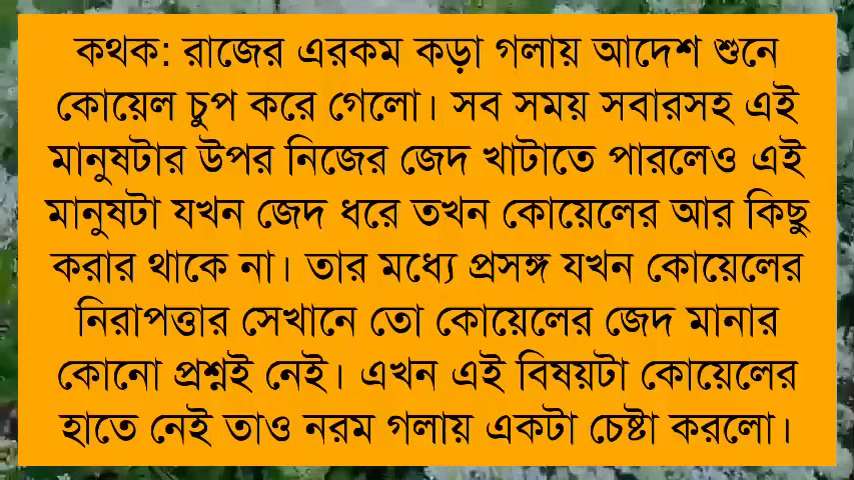 কথক: রাজের এরকম কড়া গলায় আদেশ শুনে
কোয়েল চুপ করে গেলো। সব সময় সবারসহ এই
মানুষটার উপর নিজের জেদ খাটাতে পারলেও এই
মানুষটা যখন জেদ ধরে তখন কোয়েলের আর কিছু
করার থাকে না। তার মধ্যে প্রসঙ্গ যখন কোয়েলের
নিরাপত্তার সেখানে তো কোয়েলের জেদ মানার
কোনো প্রশ্নই নেই। এখন এই বিষয়টা কোয়েলের
হাতে নেই তাও নরম গলায় একটা চেষ্টা করলো।